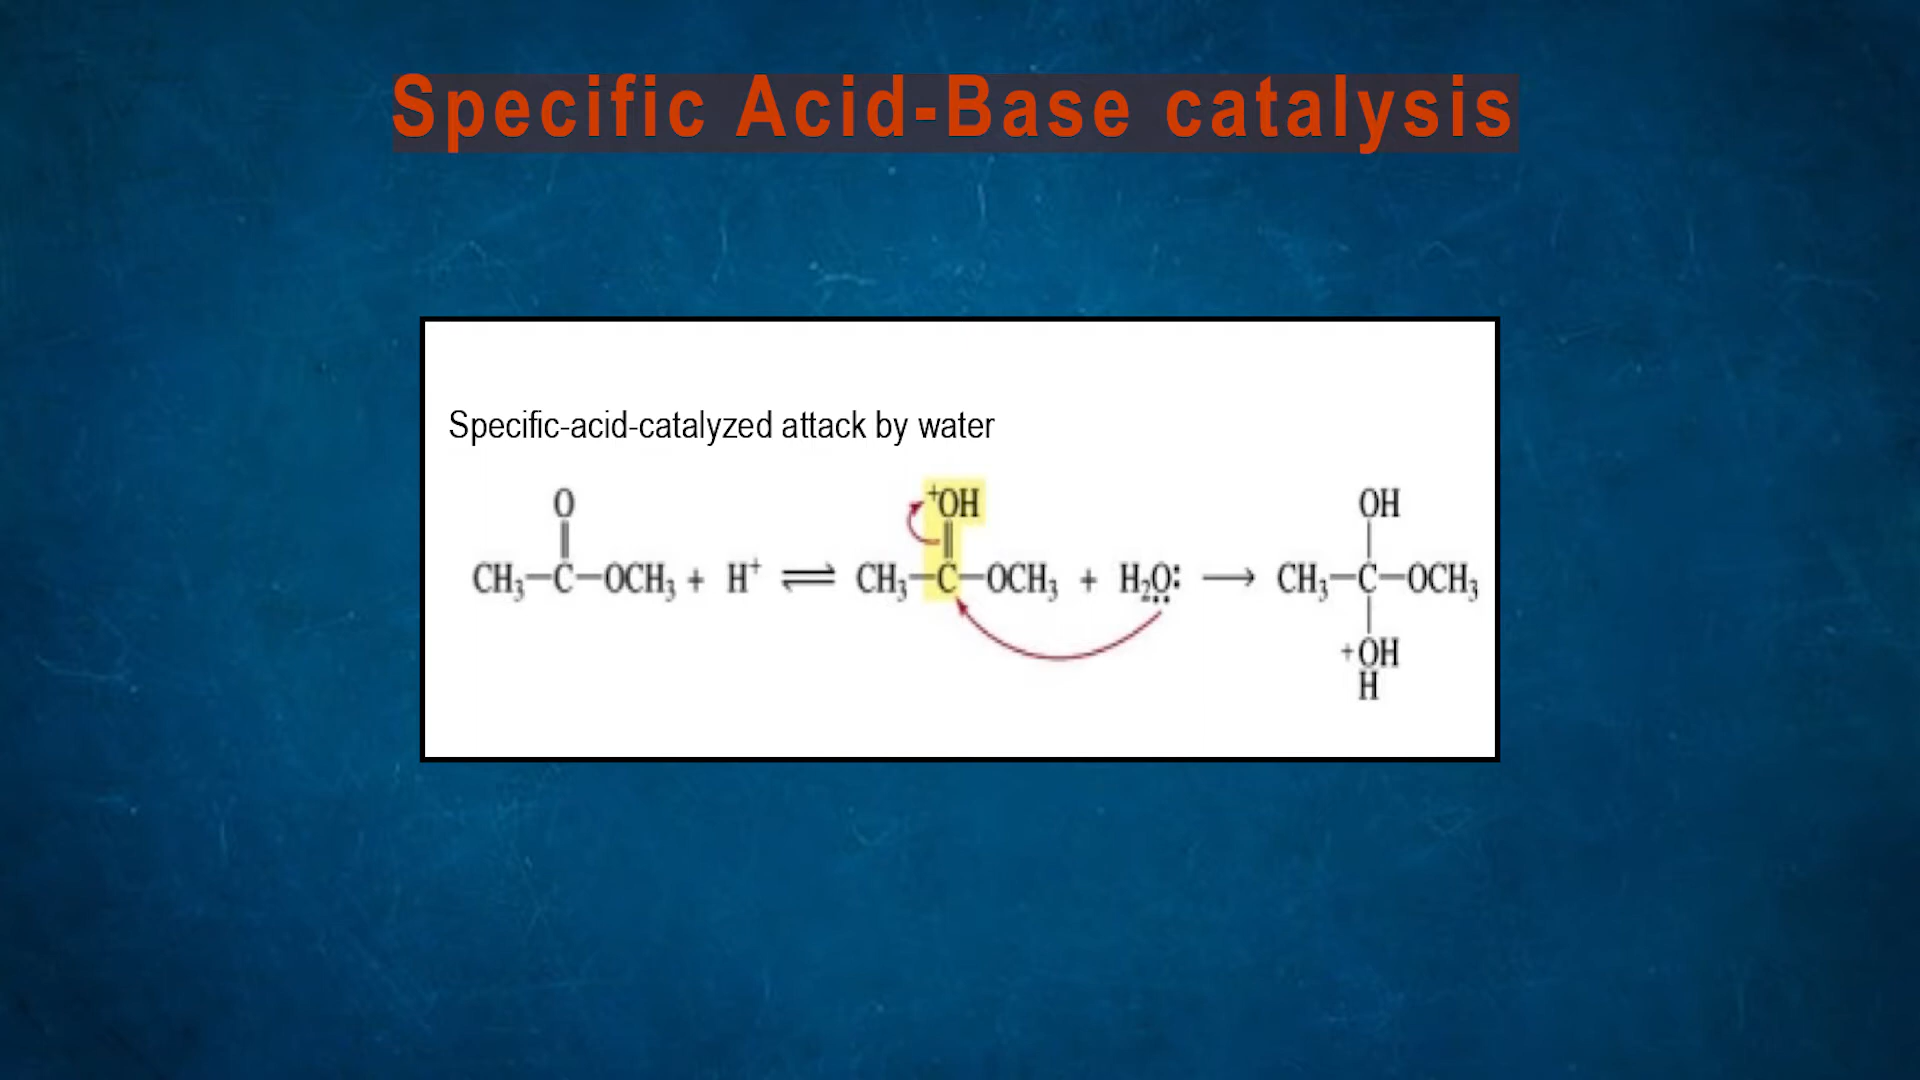 Specific Acid-Base catalysis
Specific-acid-catalyzed attack by water
O +OH OH
CH₃—C—OCH₃ + H⁺ ⇌ CH₃—C—OCH₃ + H₂O: ⟶ CH₃—C—OCH₃
+OH
H